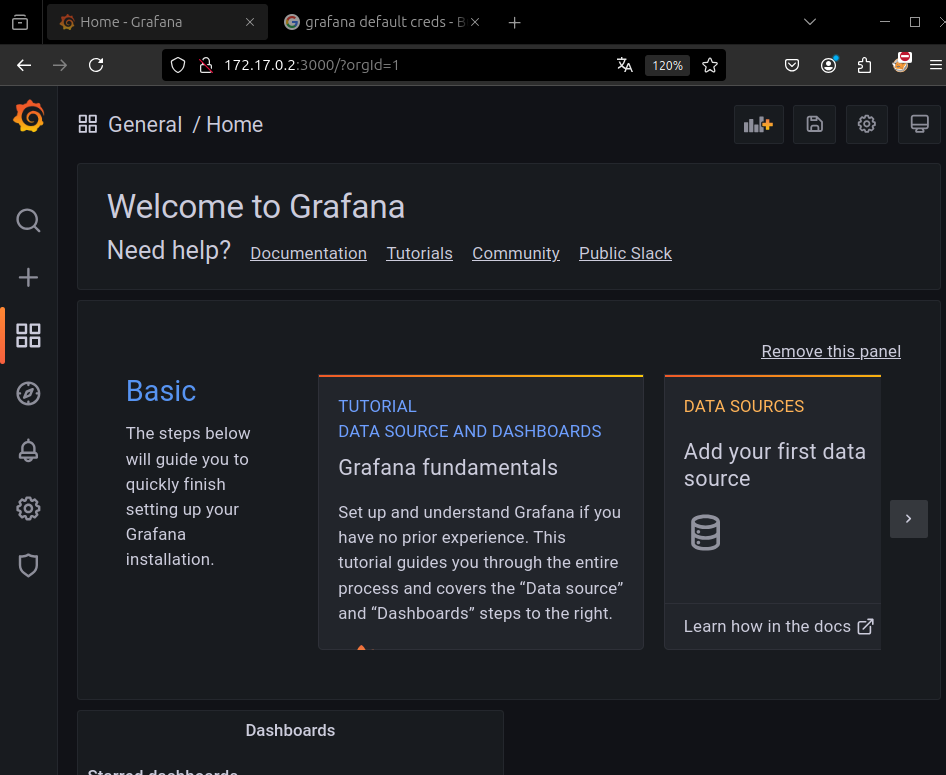 Home - Grafana
grafana default creds - B
172.17.0.2:3000/?orgId=1
120%
General / Home
Welcome to Grafana
Need help? Documentation Tutorials Community Public Slack
Remove this panel
Basic
The steps below
will guide you to
quickly finish
setting up your
Grafana
installation.
TUTORIAL
DATA SOURCE AND DASHBOARDS
Grafana fundamentals
Set up and understand Grafana if you
have no prior experience. This
tutorial guides you through the entire
process and covers the “Data source”
and “Dashboards” steps to the right.
DATA SOURCES
Add your first data
source
Learn how in the docs
Dashboards
Starred dashboards